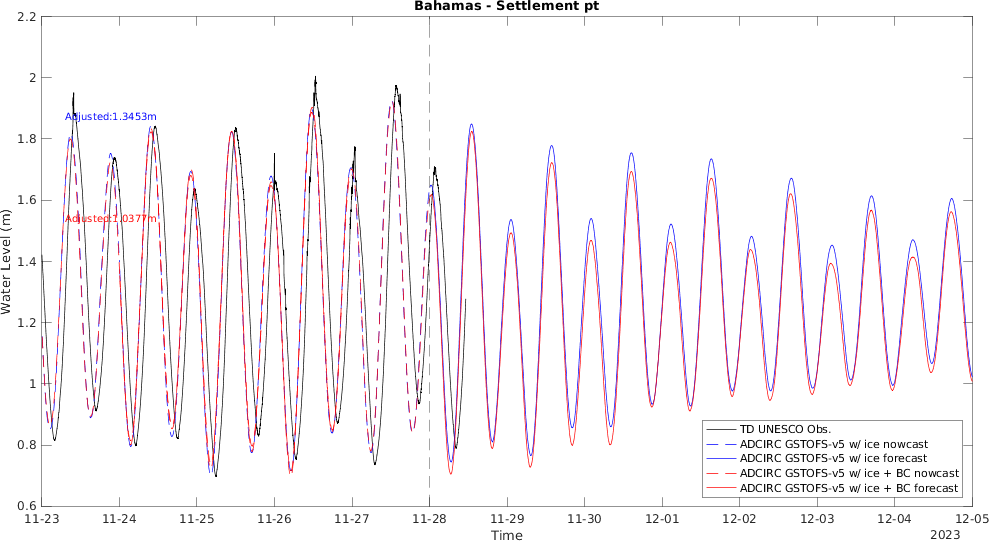 Bahamas - Settlement pt
2.2
2
1.8
1.6
1.4
1.2
1
0.8
0.6
Water Level (m)
Adjusted:1.3453m
Adjusted:1.0377m
TD UNESCO Obs.
ADCIRC GSTOFS-v5 w/ ice nowcast
ADCIRC GSTOFS-v5 w/ ice forecast
ADCIRC GSTOFS-v5 w/ ice + BC nowcast
ADCIRC GSTOFS-v5 w/ ice + BC forecast
11-23 11-24 11-25 11-26 11-27 11-28 11-29 11-30 12-01 12-02 12-03 12-04 12-05
Time
2023